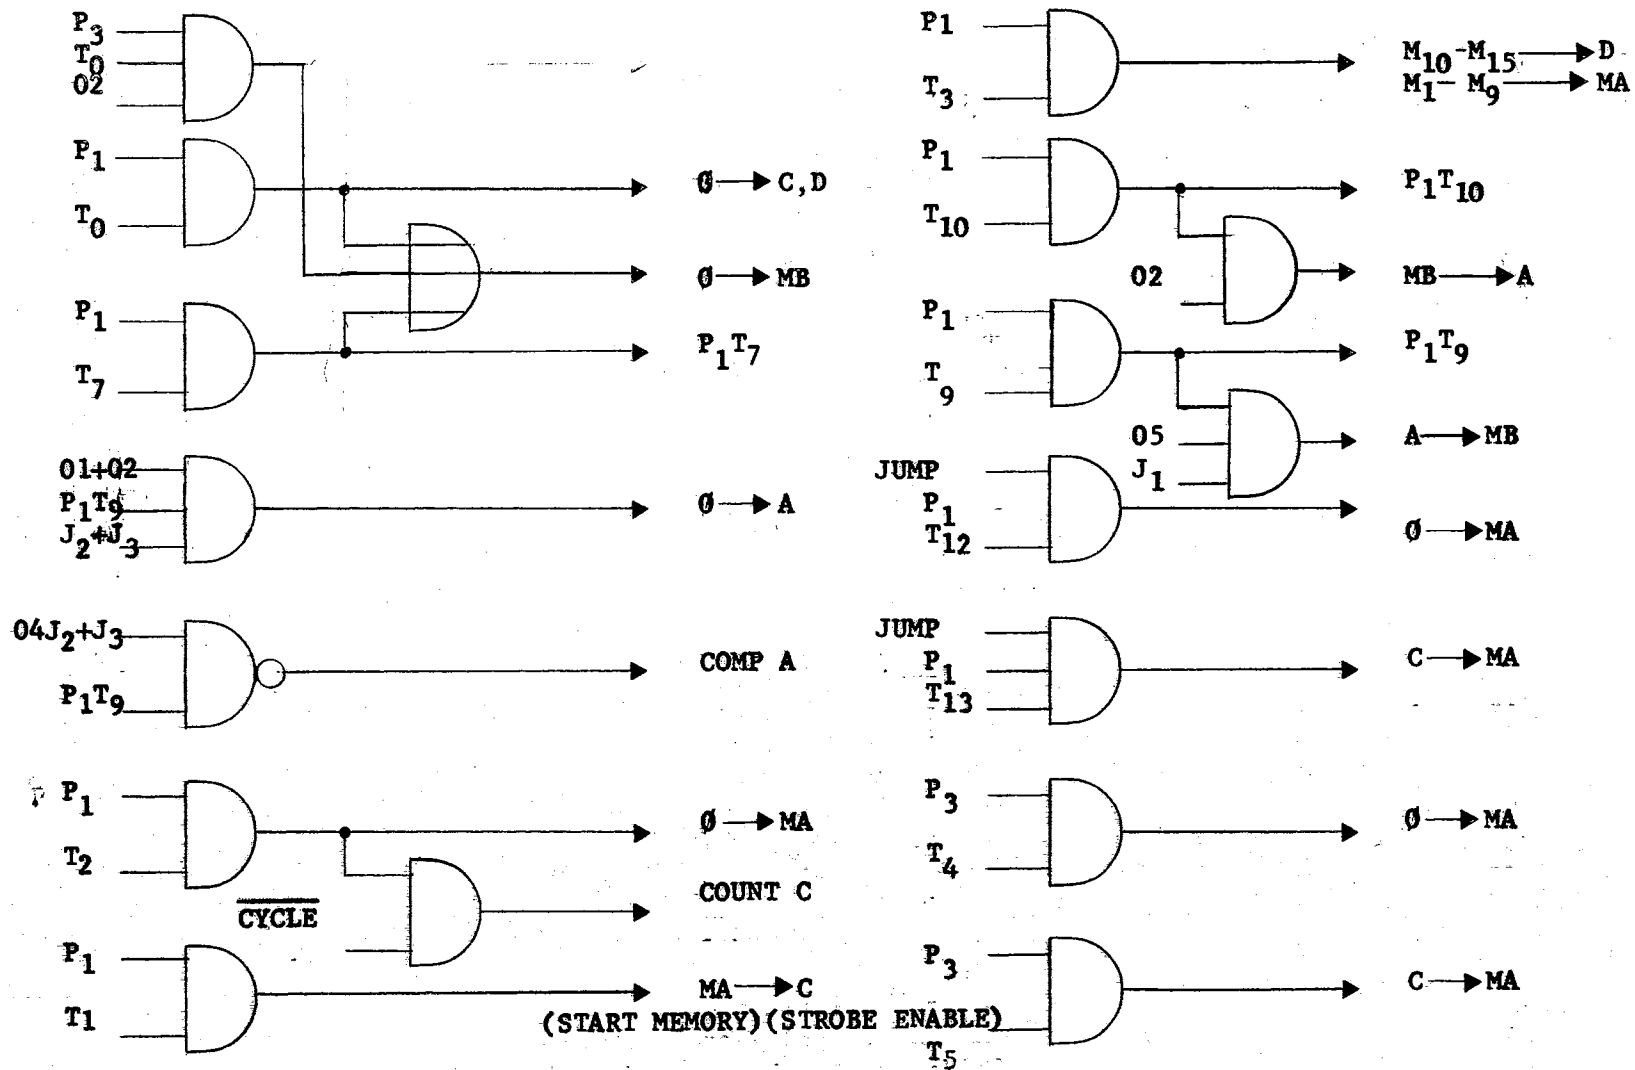 P3
T0
02
P1
T0
Ø → C,D
Ø → MB
P1
T7
P1T7
01+02
P1T9
J2+J3
Ø → A
04J2+J3
P1T9
COMP A
P1
T2
Ø → MA
CYCLE
COUNT C
P1
T1
MA → C
(START MEMORY)(STROBE ENABLE)
P1
T3
M10-M15 → D
M1- M9 → MA
P1
T10
P1T10
02
MB → A
P1
T9
P1T9
05
J1
A → MB
JUMP
P1
T12
Ø → MA
JUMP
P1
T13
C → MA
P3
T4
Ø → MA
P3
T5
C → MA